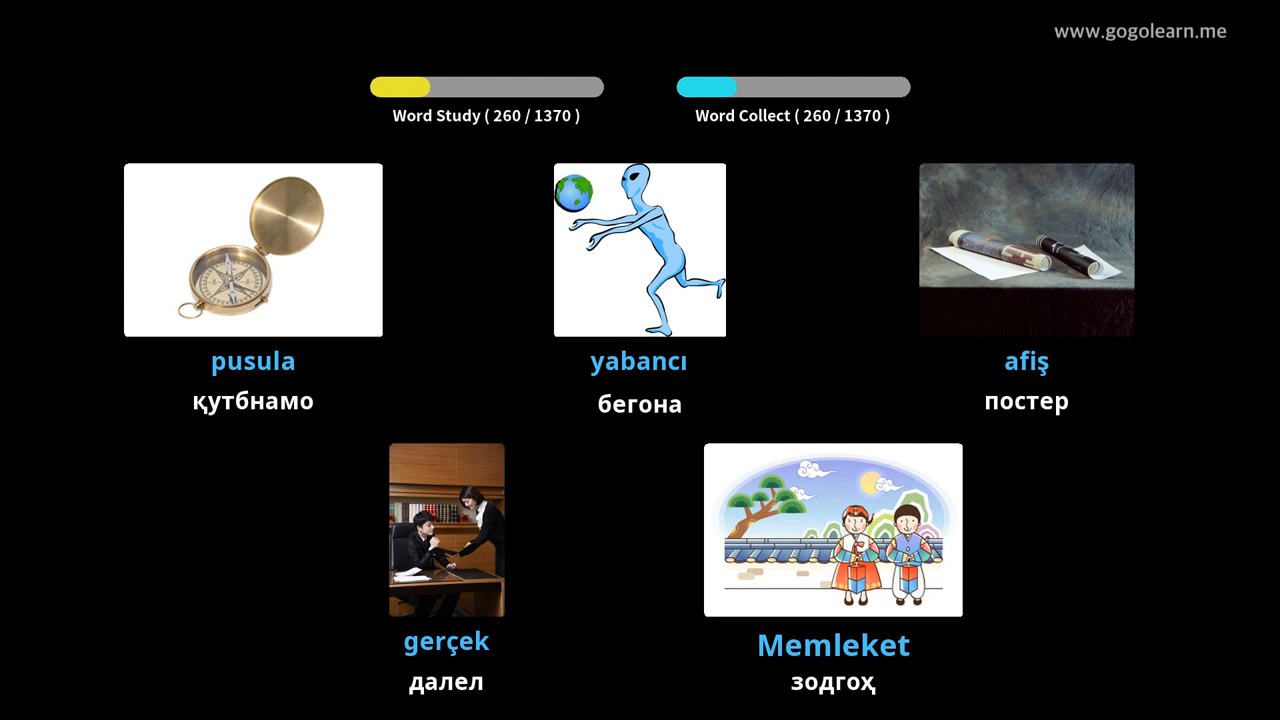 www.gogolearn.me
Word Study ( 260 / 1370 )
Word Collect ( 260 / 1370 )
pusula
yabancı
afiş
қутбнамо
бегона
постер
gerçek
Memleket
далел
зодгоҳ